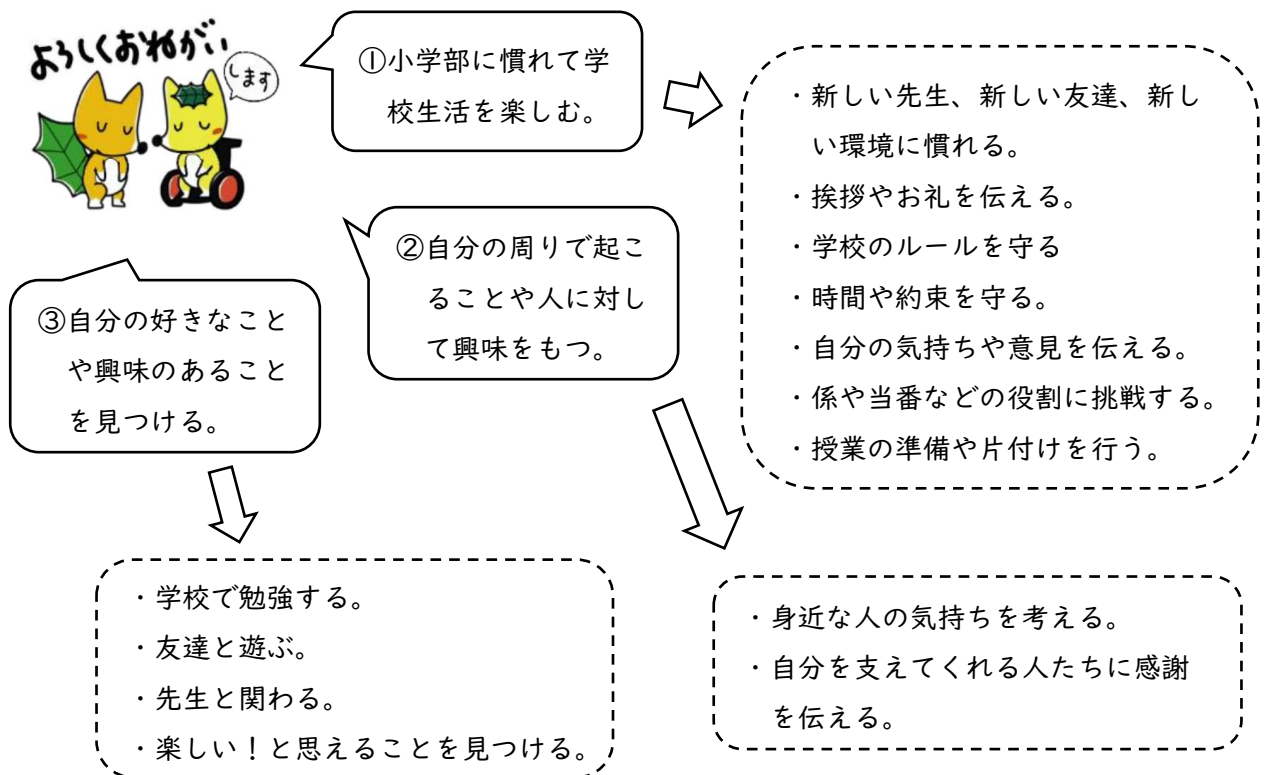 よろしくおねがい
します
①小学部に慣れて学
校生活を楽しむ。
・新しい先生、新しい友達、新し
い環境に慣れる。
・挨拶やお礼を伝える。
・学校のルールを守る
・時間や約束を守る。
・自分の気持ちや意見を伝える。
・係や当番などの役割に挑戦する。
・授業の準備や片付けを行う。
②自分の周りで起こ
ることや人に対し
て興味をもつ。
・身近な人の気持ちを考える。
・自分を支えてくれる人たちに感謝
を伝える。
③自分の好きなこと
や興味のあること
を見つける。
・学校で勉強する。
・友達と遊ぶ。
・先生と関わる。
・楽しい！と思えることを見つける。